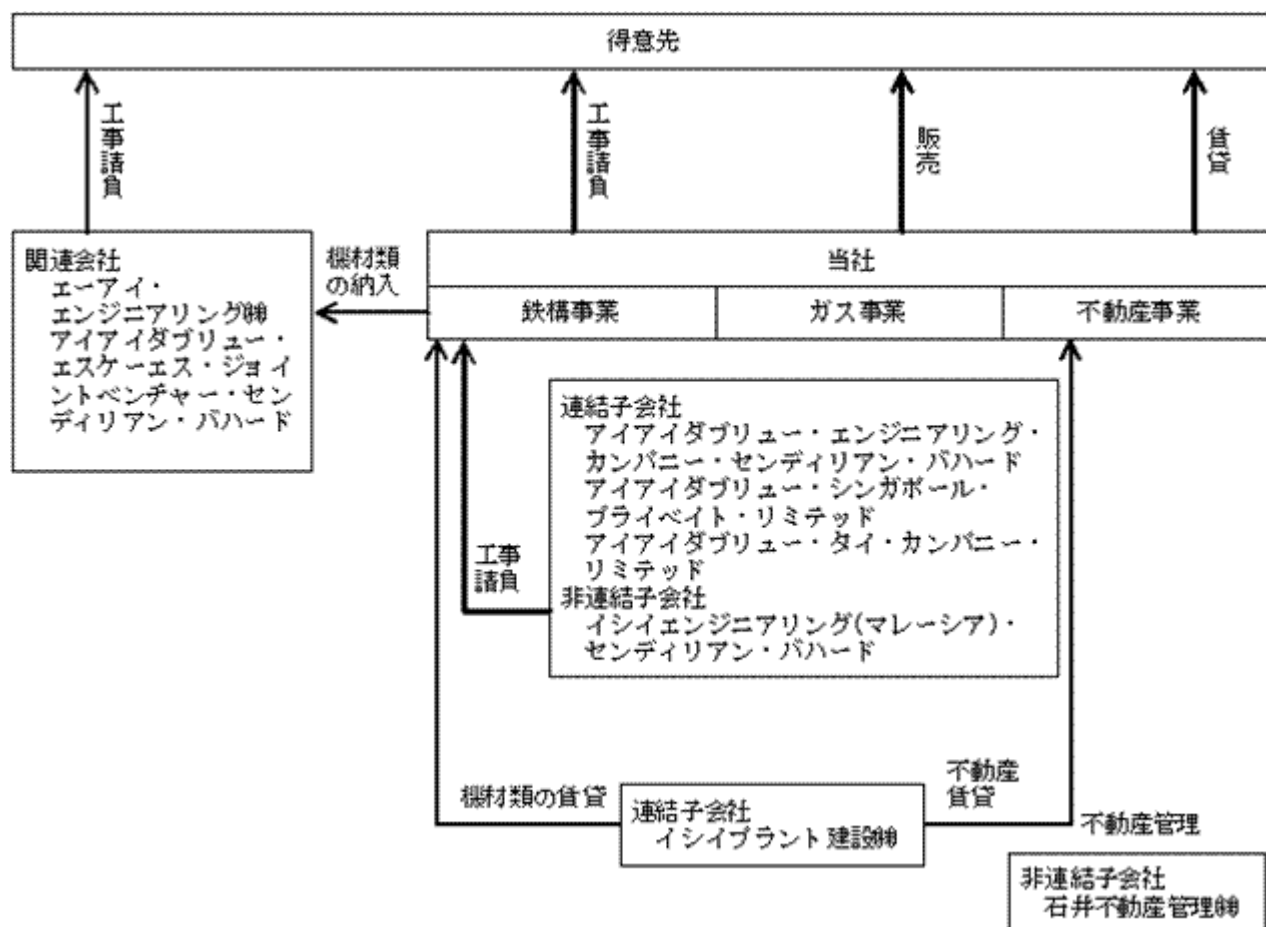 得意先
工事請負
工事請負
販売
賃貸
関連会社
エーアイ・
エンジニアリング㈱
アイアイダブリュー・
エスケーエス・ジョイ
ントベンチャー・セン
ディリアン・バハード
機材類
の納入
当社
鉄構事業
ガス事業
不動産事業
連結子会社
アイアイダブリュー・エンジニアリング・
カンパニー・センディリアン・バハード
アイアイダブリュー・シンガポール・
プライベイト・リミテッド
アイアイダブリュー・タイ・カンパニー・
リミテッド
非連結子会社
イシイエンジニアリング(マレーシア)・
センディリアン・バハード
工事
請負
機材類の賃貸
連結子会社
イシイプラント建設㈱
不動産
賃貸
不動産管理
非連結子会社
石井不動産管理㈱